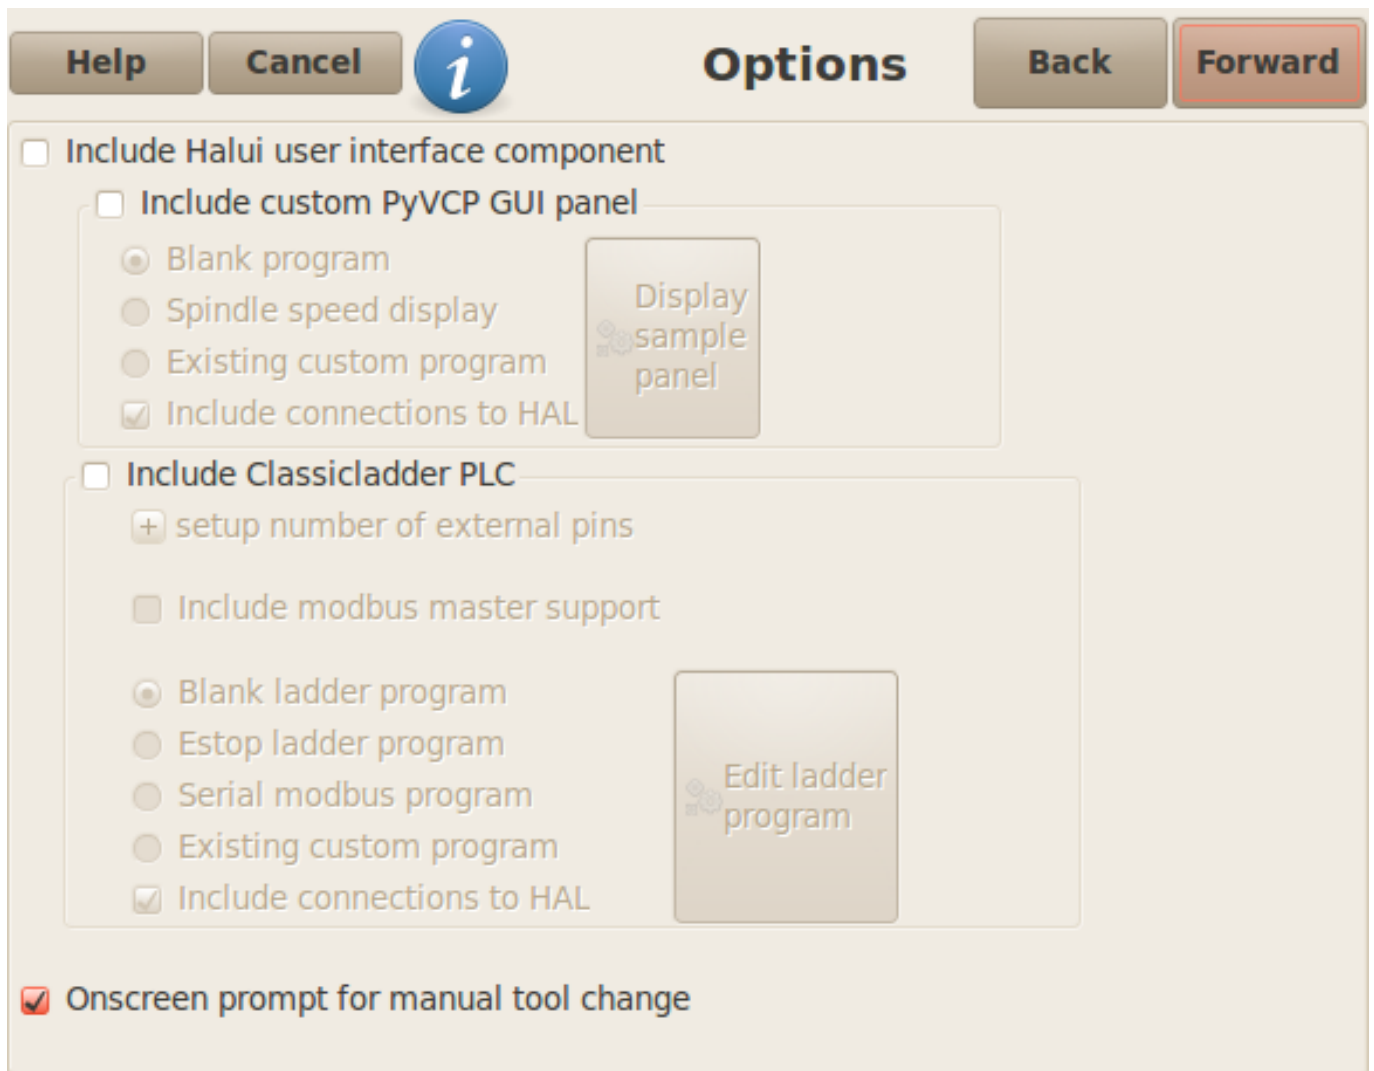 Help Cancel i Options Back Forward
Include Halui user interface component
Include custom PyVCP GUI panel
Blank program
Spindle speed display
Existing custom program
Include connections to HAL
Display
sample
panel
Include Classicladder PLC
+ setup number of external pins
Include modbus master support
Blank ladder program
Estop ladder program
Serial modbus program
Existing custom program
Include connections to HAL
Edit ladder
program
Onscreen prompt for manual tool change